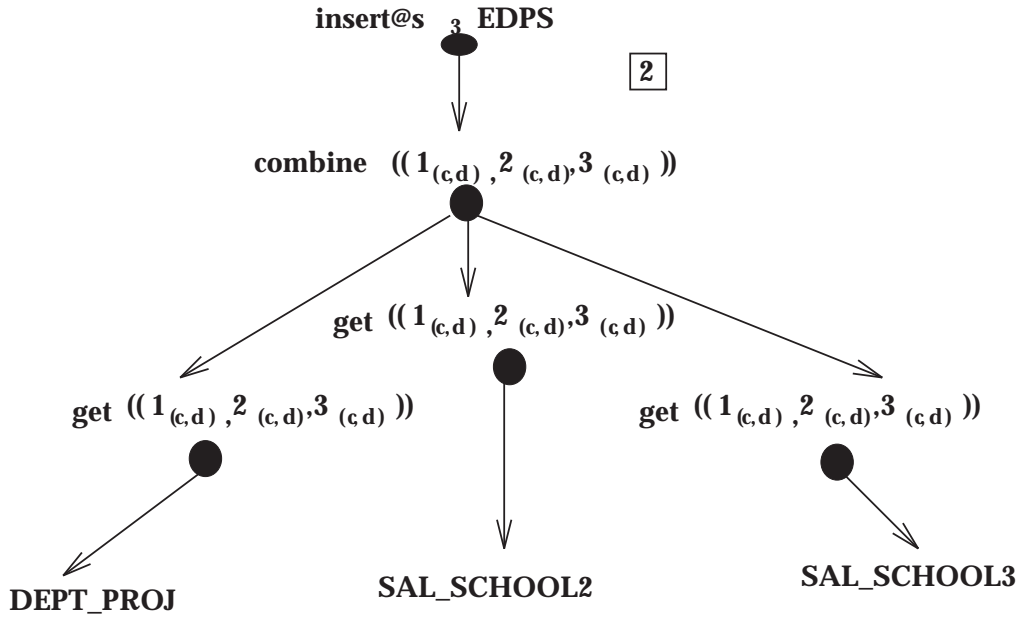 insert@s 3 EDPS
2
combine (( 1 (c,d) , 2 (c,d), 3 (c,d) ))
get (( 1 (c,d) , 2 (c,d), 3 (c,d) ))
get (( 1 (c,d) , 2 (c,d), 3 (c,d) ))
get (( 1 (c,d) , 2 (c,d), 3 (c,d) ))
DEPT_PROJ
SAL_SCHOOL2
SAL_SCHOOL3